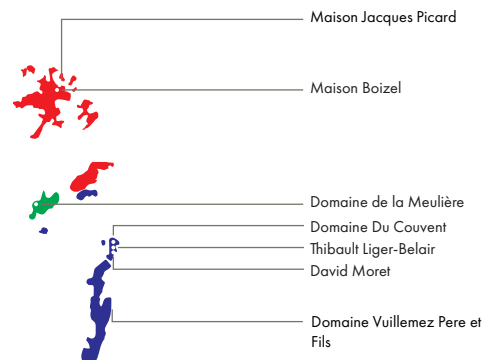 Maison Jacques Picard
Maison Boizel
Domaine de la Meulière
Domaine Du Couvent
Thibault Liger-Belair
David Moret
Domaine Vuillemez Pere et
Fils